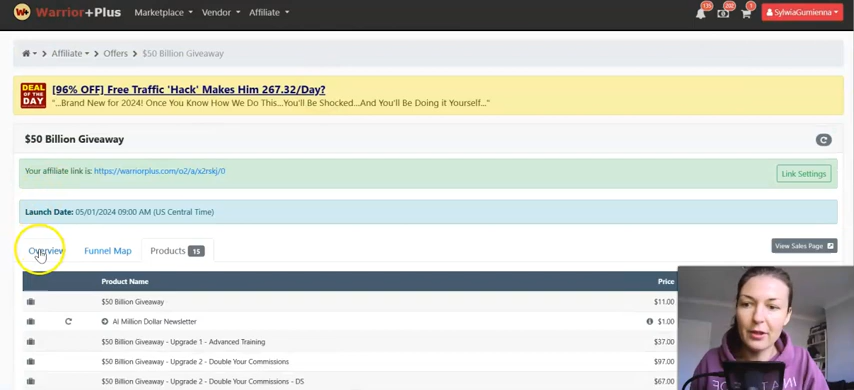 Warrior+Plus
Marketplace Vendor Affiliate
135 202 1
SylwiaGumienna
Affiliate > Offers > $50 Billion Giveaway
DEAL OF THE DAY
[96% OFF] Free Traffic 'Hack' Makes Him 267.32/Day?
"...Brand New for 2024! Once You Know How We Do This...You'll Be Shocked...And You'll Be Doing it Yourself..."
$50 Billion Giveaway
Your affiliate link is: https://warriorplus.com/o2/a/x2rskj/0
Link Settings
Launch Date: 05/01/2024 09:00 AM (US Central Time)
Overview Funnel Map Products 15
View Sales Page
Product Name Price
$50 Billion Giveaway $11.00
AI Million Dollar Newsletter $1.00
$50 Billion Giveaway - Upgrade 1 - Advanced Training $37.00
$50 Billion Giveaway - Upgrade 2 - Double Your Commissions $97.00
$50 Billion Giveaway - Upgrade 2 - Double Your Commissions - DS $67.00